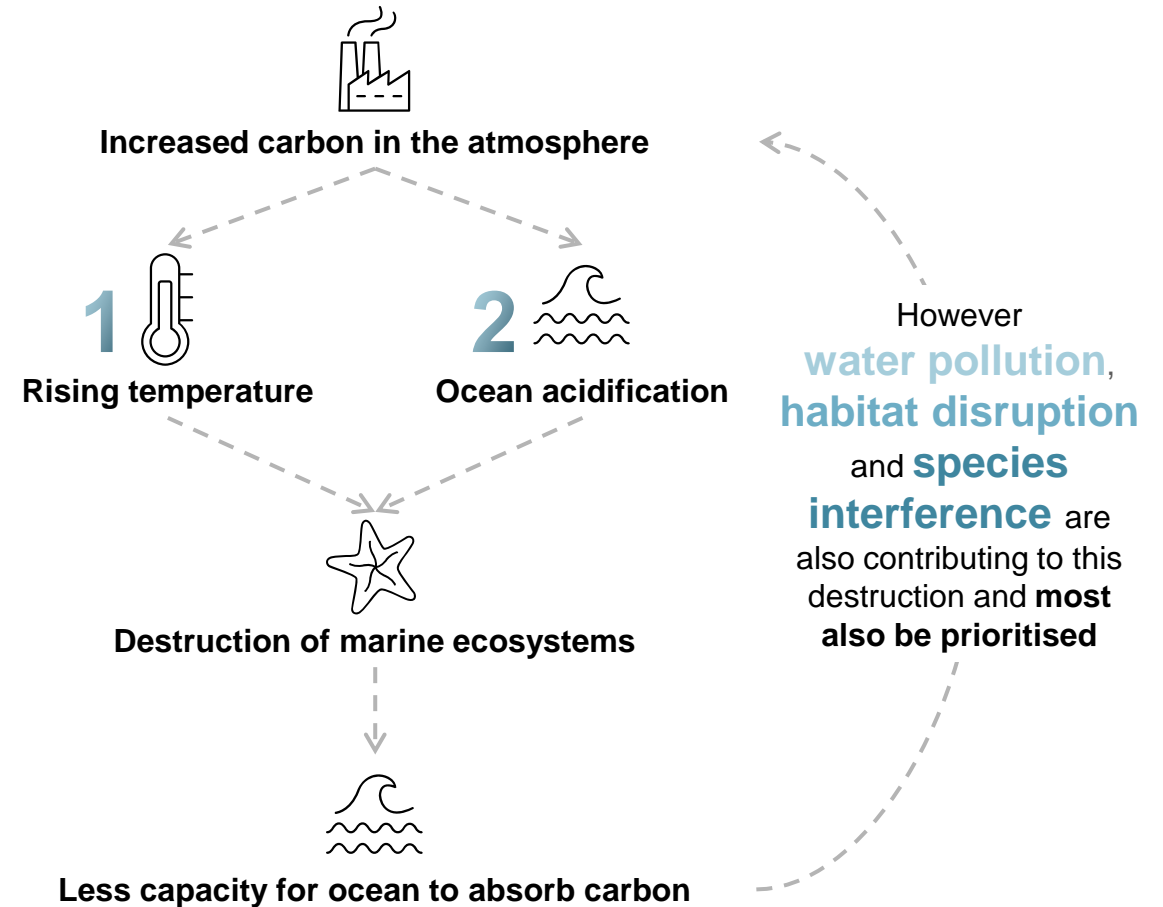 Increased carbon in the atmosphere
1
2
Rising temperature
Ocean acidification
However
water pollution,
habitat disruption
and species
interference are
also contributing to this
destruction and most
also be prioritised
Destruction of marine ecosystems
Less capacity for ocean to absorb carbon